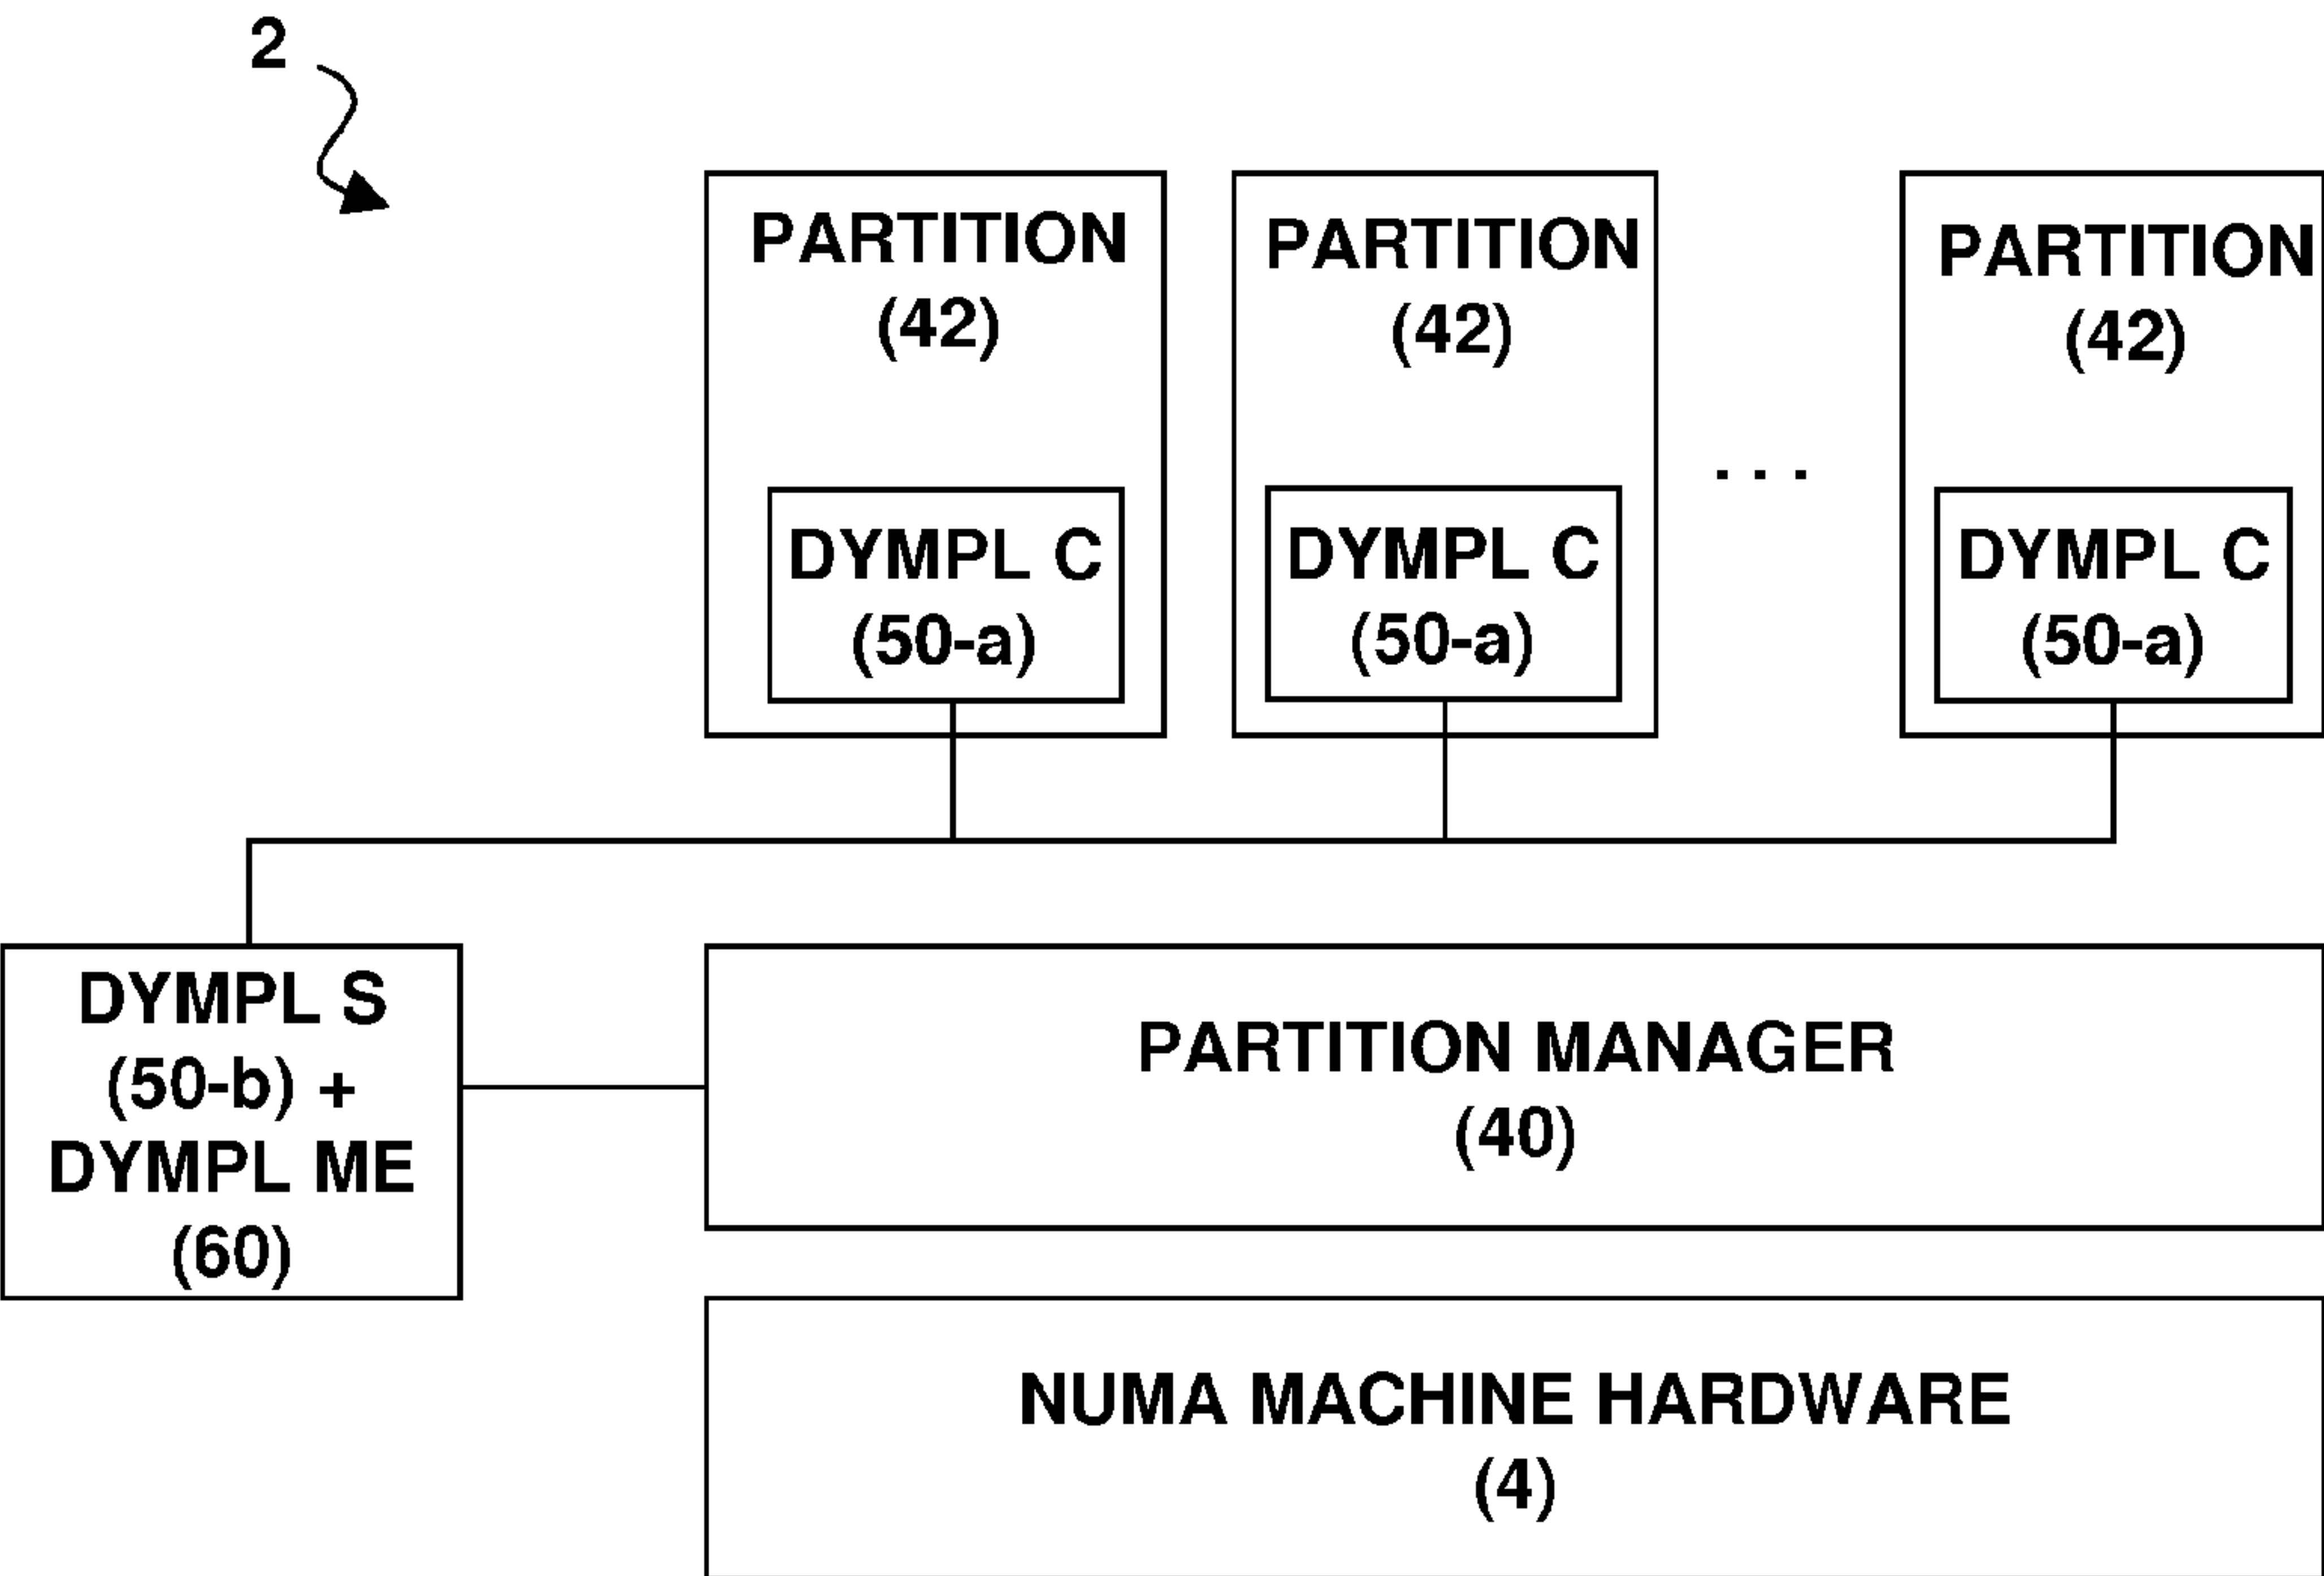 2
PARTITION
(42)
PARTITION
(42)
PARTITION
(42)
. . .
DYMPL C
(50-a)
DYMPL C
(50-a)
DYMPL C
(50-a)
DYMPL S
(50-b) +
DYMPL ME
(60)
PARTITION MANAGER
(40)
NUMA MACHINE HARDWARE
(4)